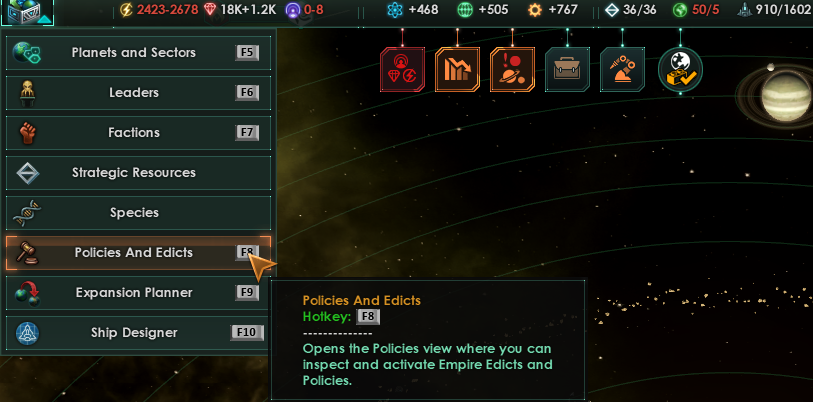 2423-2678 18K+1.2K 0-8 +468 +505 +767 36/36 50/5 910/1602
Planets and Sectors F5
Leaders F6
Factions F7
Strategic Resources
Species
Policies And Edicts F8
Expansion Planner F9
Ship Designer F10
Policies And Edicts
Hotkey: F8
--------------
Opens the Policies view where you can
inspect and activate Empire Edicts and
Policies.